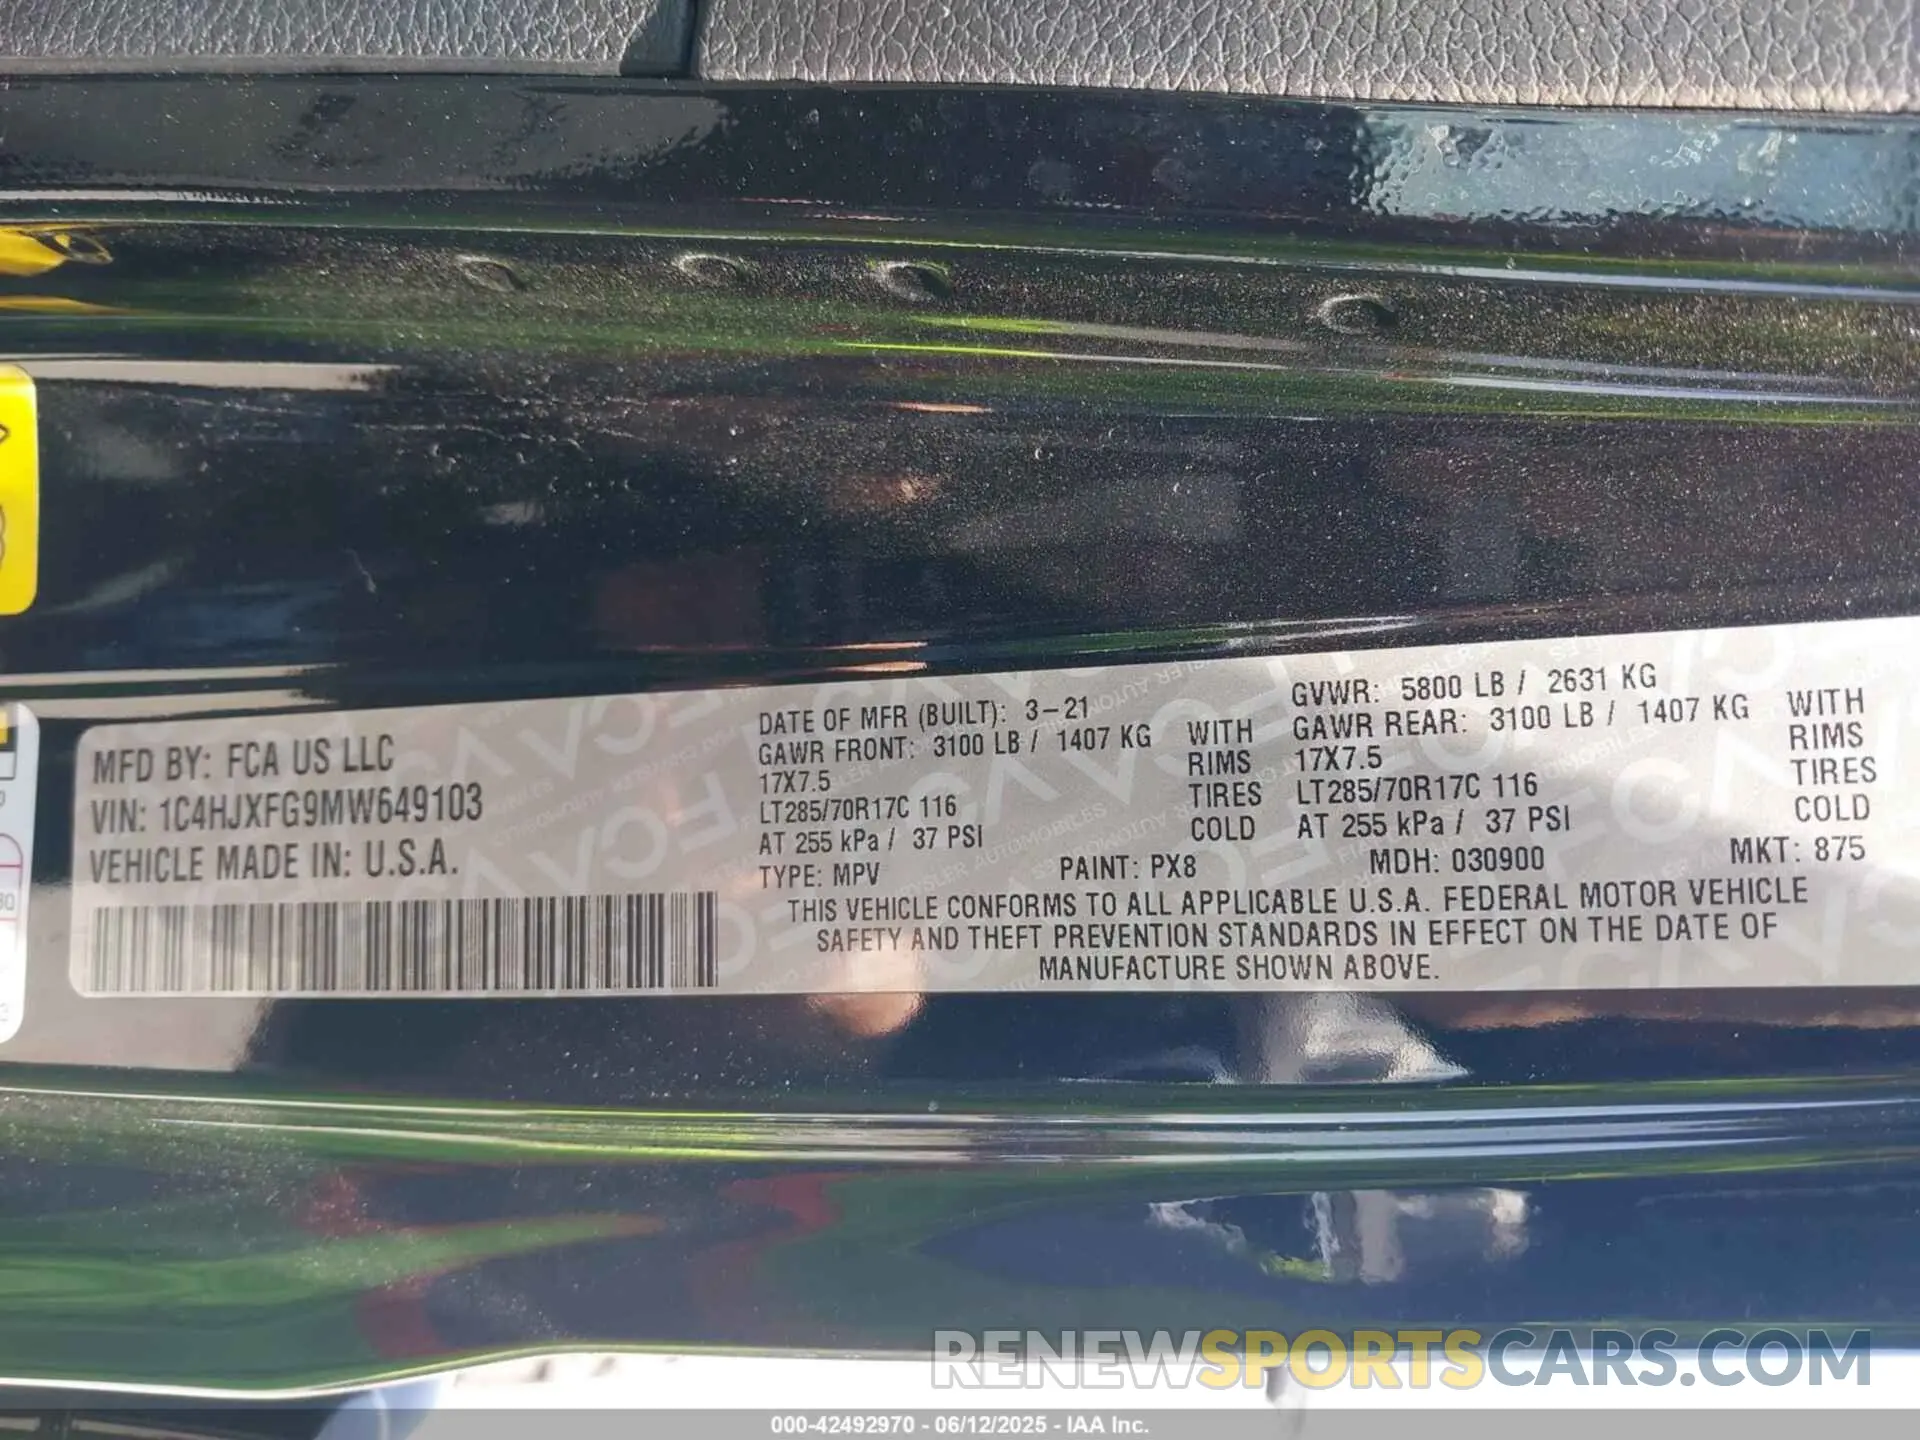 MFD BY: FCA US LLC
VIN: 1C4HJXFG9MW649103
VEHICLE MADE IN: U.S.A.
DATE OF MFR (BUILT): 3-21
GAWR FRONT: 3100 LB / 1407 KG WITH
17X7.5 RIMS
LT285/70R17C 116 TIRES
AT 255 kPa / 37 PSI COLD
GVWR: 5800 LB / 2631 KG
GAWR REAR: 3100 LB / 1407 KG WITH
17X7.5 RIMS
LT285/70R17C 116 TIRES
AT 255 kPa / 37 PSI COLD
TYPE: MPV PAINT: PX8 MDH: 030900 MKT: 875
THIS VEHICLE CONFORMS TO ALL APPLICABLE U.S.A. FEDERAL MOTOR VEHICLE
SAFETY AND THEFT PREVENTION STANDARDS IN EFFECT ON THE DATE OF
MANUFACTURE SHOWN ABOVE.
RENEWSPORTSCARS.COM
000-42492970 - 06/12/2025 - IAA Inc.